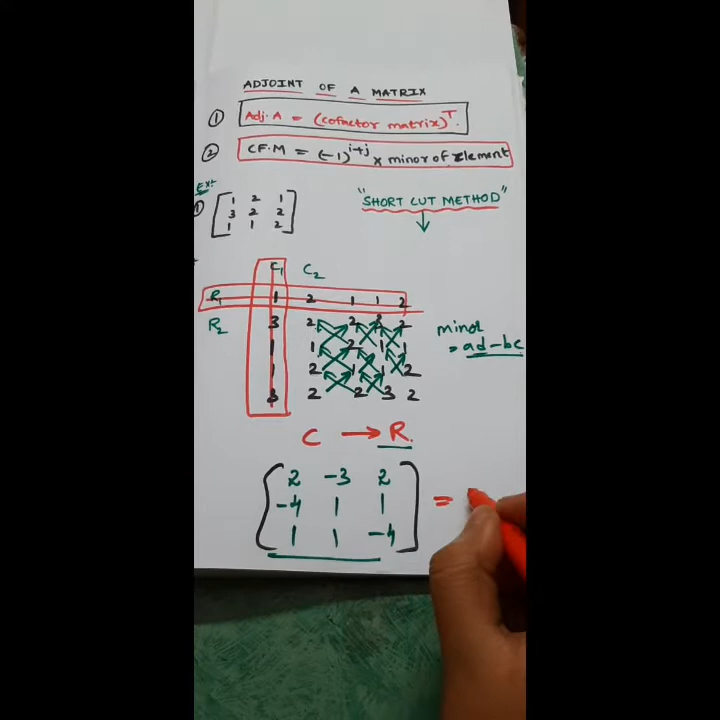 ADJOINT OF A MATRIX
① Adj. A = (cofactor matrix)ᵀ.
② CF.M = (-1)ⁱ⁺ʲ × minor of element
Ex:
① 1 2 1
3 2 2
1 1 2
"SHORT CUT METHOD"
C₁ C₂
R₁ 1 2 1 1 2
R₂ 3 2 2 3 2
1 1 2 1 1
1 2 1 1 2
3 2 2 3 2
minor
= ad - bc
C → R.
2 -3 2
-4 1 1 =
1 1 -4